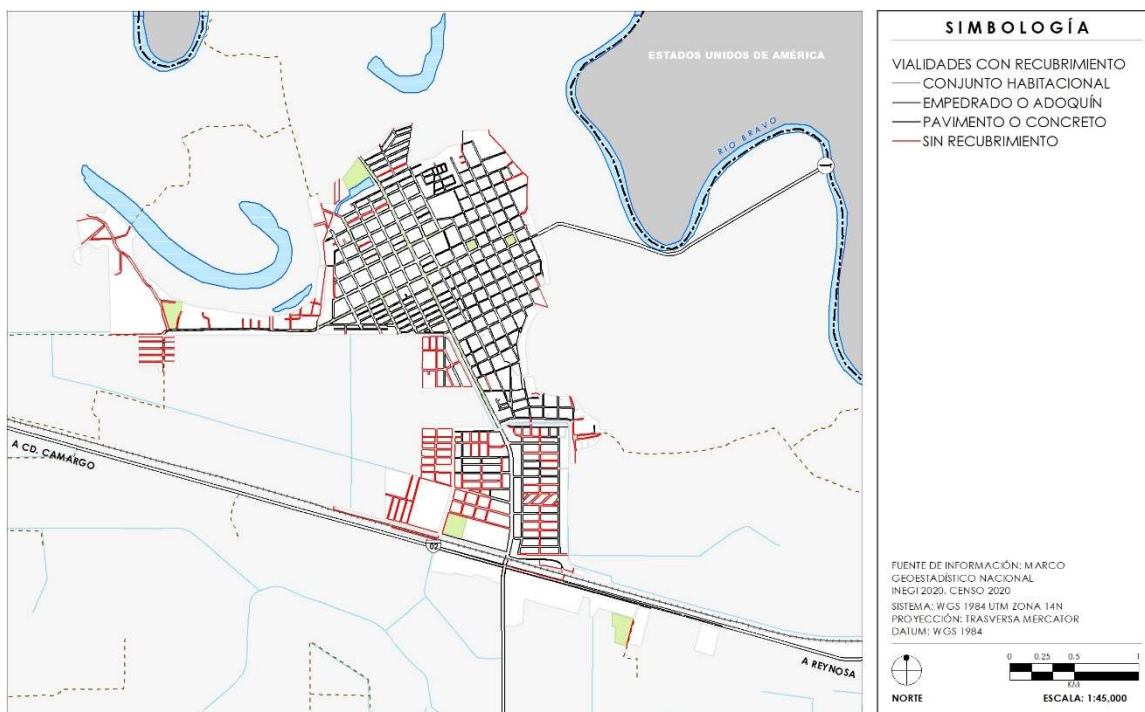 ESTADOS UNIDOS DE AMÉRICA
RIO BRAVO
A CD. CAMARGO
02
A REYNOSA
SIMBOLOGÍA
VIALIDADES CON RECUBRIMIENTO
CONJUNTO HABITACIONAL
EMPEDRADO O ADOQUÍN
PAVIMENTO O CONCRETO
SIN RECUBRIMIENTO
FUENTE DE INFORMACIÓN: MARCO
GEOESTADÍSTICO NACIONAL
INEGI 2020. CENSO 2020
SISTEMA: WGS 1984 UTM ZONA 14N
PROYECCIÓN: TRASVERSA MERCATOR
DATUM: WGS 1984
0 0.25 0.5 1
KM
NORTE
ESCALA: 1:45,000